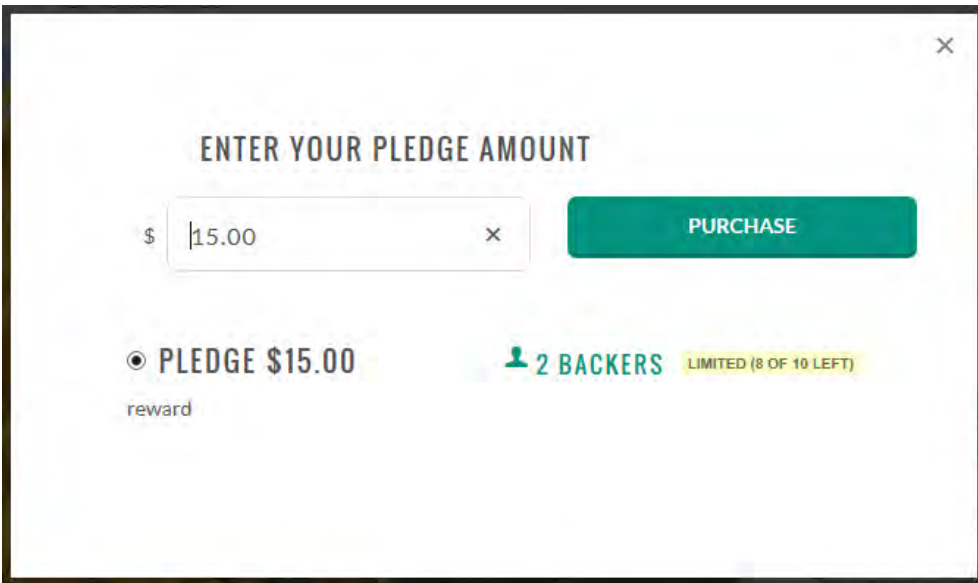 ENTER YOUR PLEDGE AMOUNT
$ 15.00 ×
PURCHASE
PLEDGE $15.00
2 BACKERS LIMITED (8 OF 10 LEFT)
reward